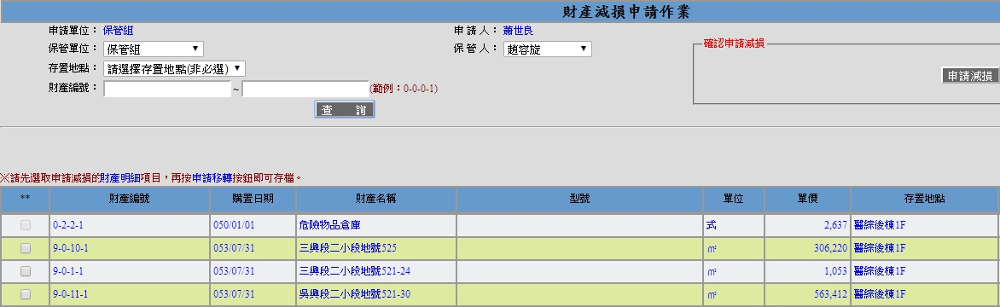 財產減損申請作業
申請單位： 保管組 申 請 人： 蕭世良
保管單位： 保管組 保 管 人： 趙容旋 確認申請減損
存置地點： 請選擇存置地點(非必選) 申請減損
財產編號： ~ (範例：0-0-0-1)
查 詢
※請先選取申請減損的財產明細項目，再按申請移轉按鈕即可存檔。
** 財產編號 購置日期 財產名稱 型號 單位 單價 存置地點
0-2-2-1 050/01/01 危險物品倉庫 式 2,637 醫綜後棟1F
9-0-10-1 053/07/31 三興段二小段地號525 ㎡ 306,220 醫綜後棟1F
9-0-1-1 053/07/31 三興段二小段地號521-24 ㎡ 1,053 醫綜後棟1F
9-0-11-1 053/07/31 吳興段二小段地號521-30 ㎡ 563,412 醫綜後棟1F